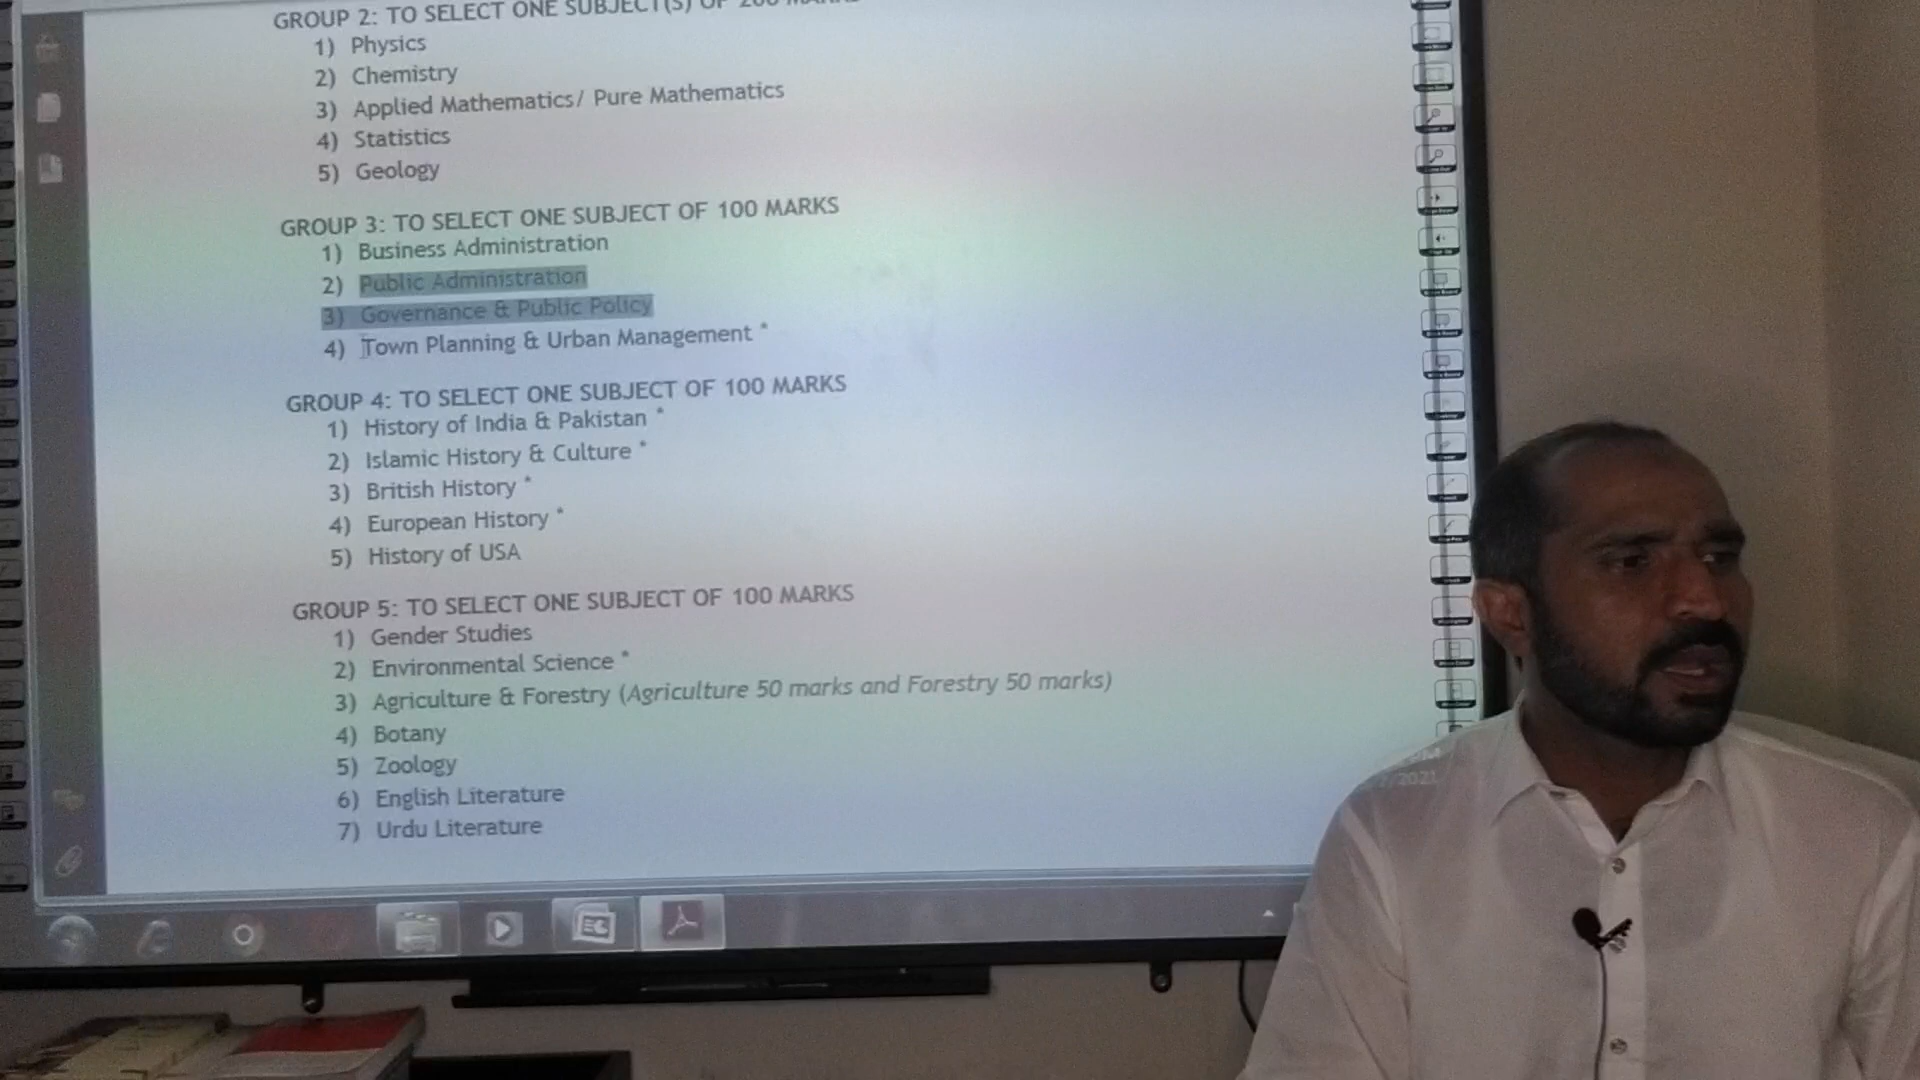 GROUP 2: TO SELECT ONE SUBJECT(S) OF 200 MARKS
1) Physics
2) Chemistry
3) Applied Mathematics/ Pure Mathematics
4) Statistics
5) Geology
GROUP 3: TO SELECT ONE SUBJECT OF 100 MARKS
1) Business Administration
2) Public Administration
3) Governance & Public Policy
4) Town Planning & Urban Management *
GROUP 4: TO SELECT ONE SUBJECT OF 100 MARKS
1) History of India & Pakistan *
2) Islamic History & Culture *
3) British History *
4) European History *
5) History of USA
GROUP 5: TO SELECT ONE SUBJECT OF 100 MARKS
1) Gender Studies
2) Environmental Science *
3) Agriculture & Forestry (Agriculture 50 marks and Forestry 50 marks)
4) Botany
5) Zoology
6) English Literature
7) Urdu Literature
/2021